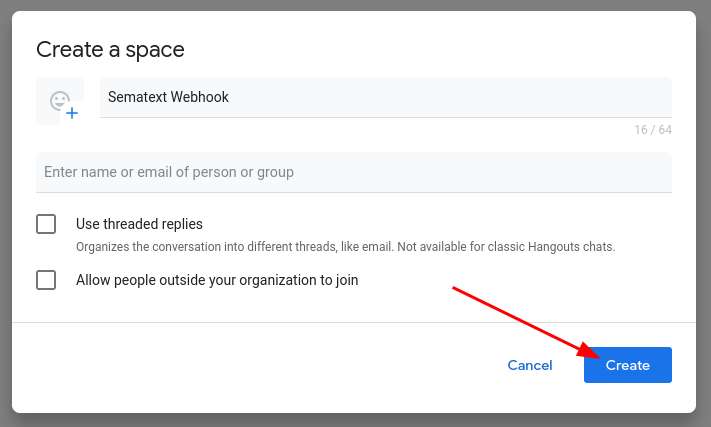 Create a space
Sematext Webhook
16 / 64
Enter name or email of person or group
Use threaded replies
Organizes the conversation into different threads, like email. Not available for classic Hangouts chats.
Allow people outside your organization to join
Cancel
Create